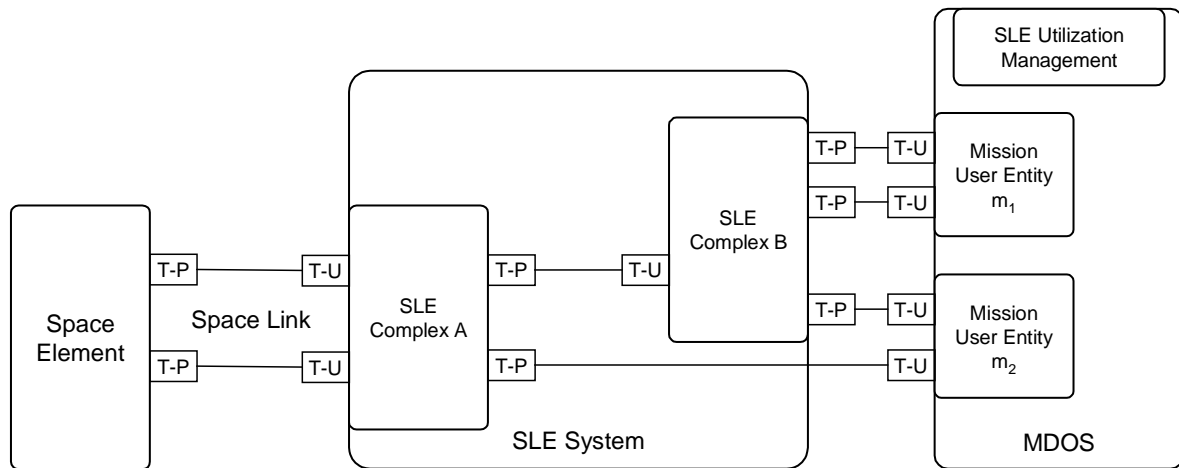 SLE Utilization
Management
T-P
T-U
Mission
User Entity
m1
T-P
T-U
SLE
Complex B
T-P
T-U
T-P
T-U
T-P
T-U
Space Link
SLE
Complex A
Space
Element
T-P
T-U
Mission
User Entity
m2
T-P
T-U
T-P
T-U
SLE System
MDOS